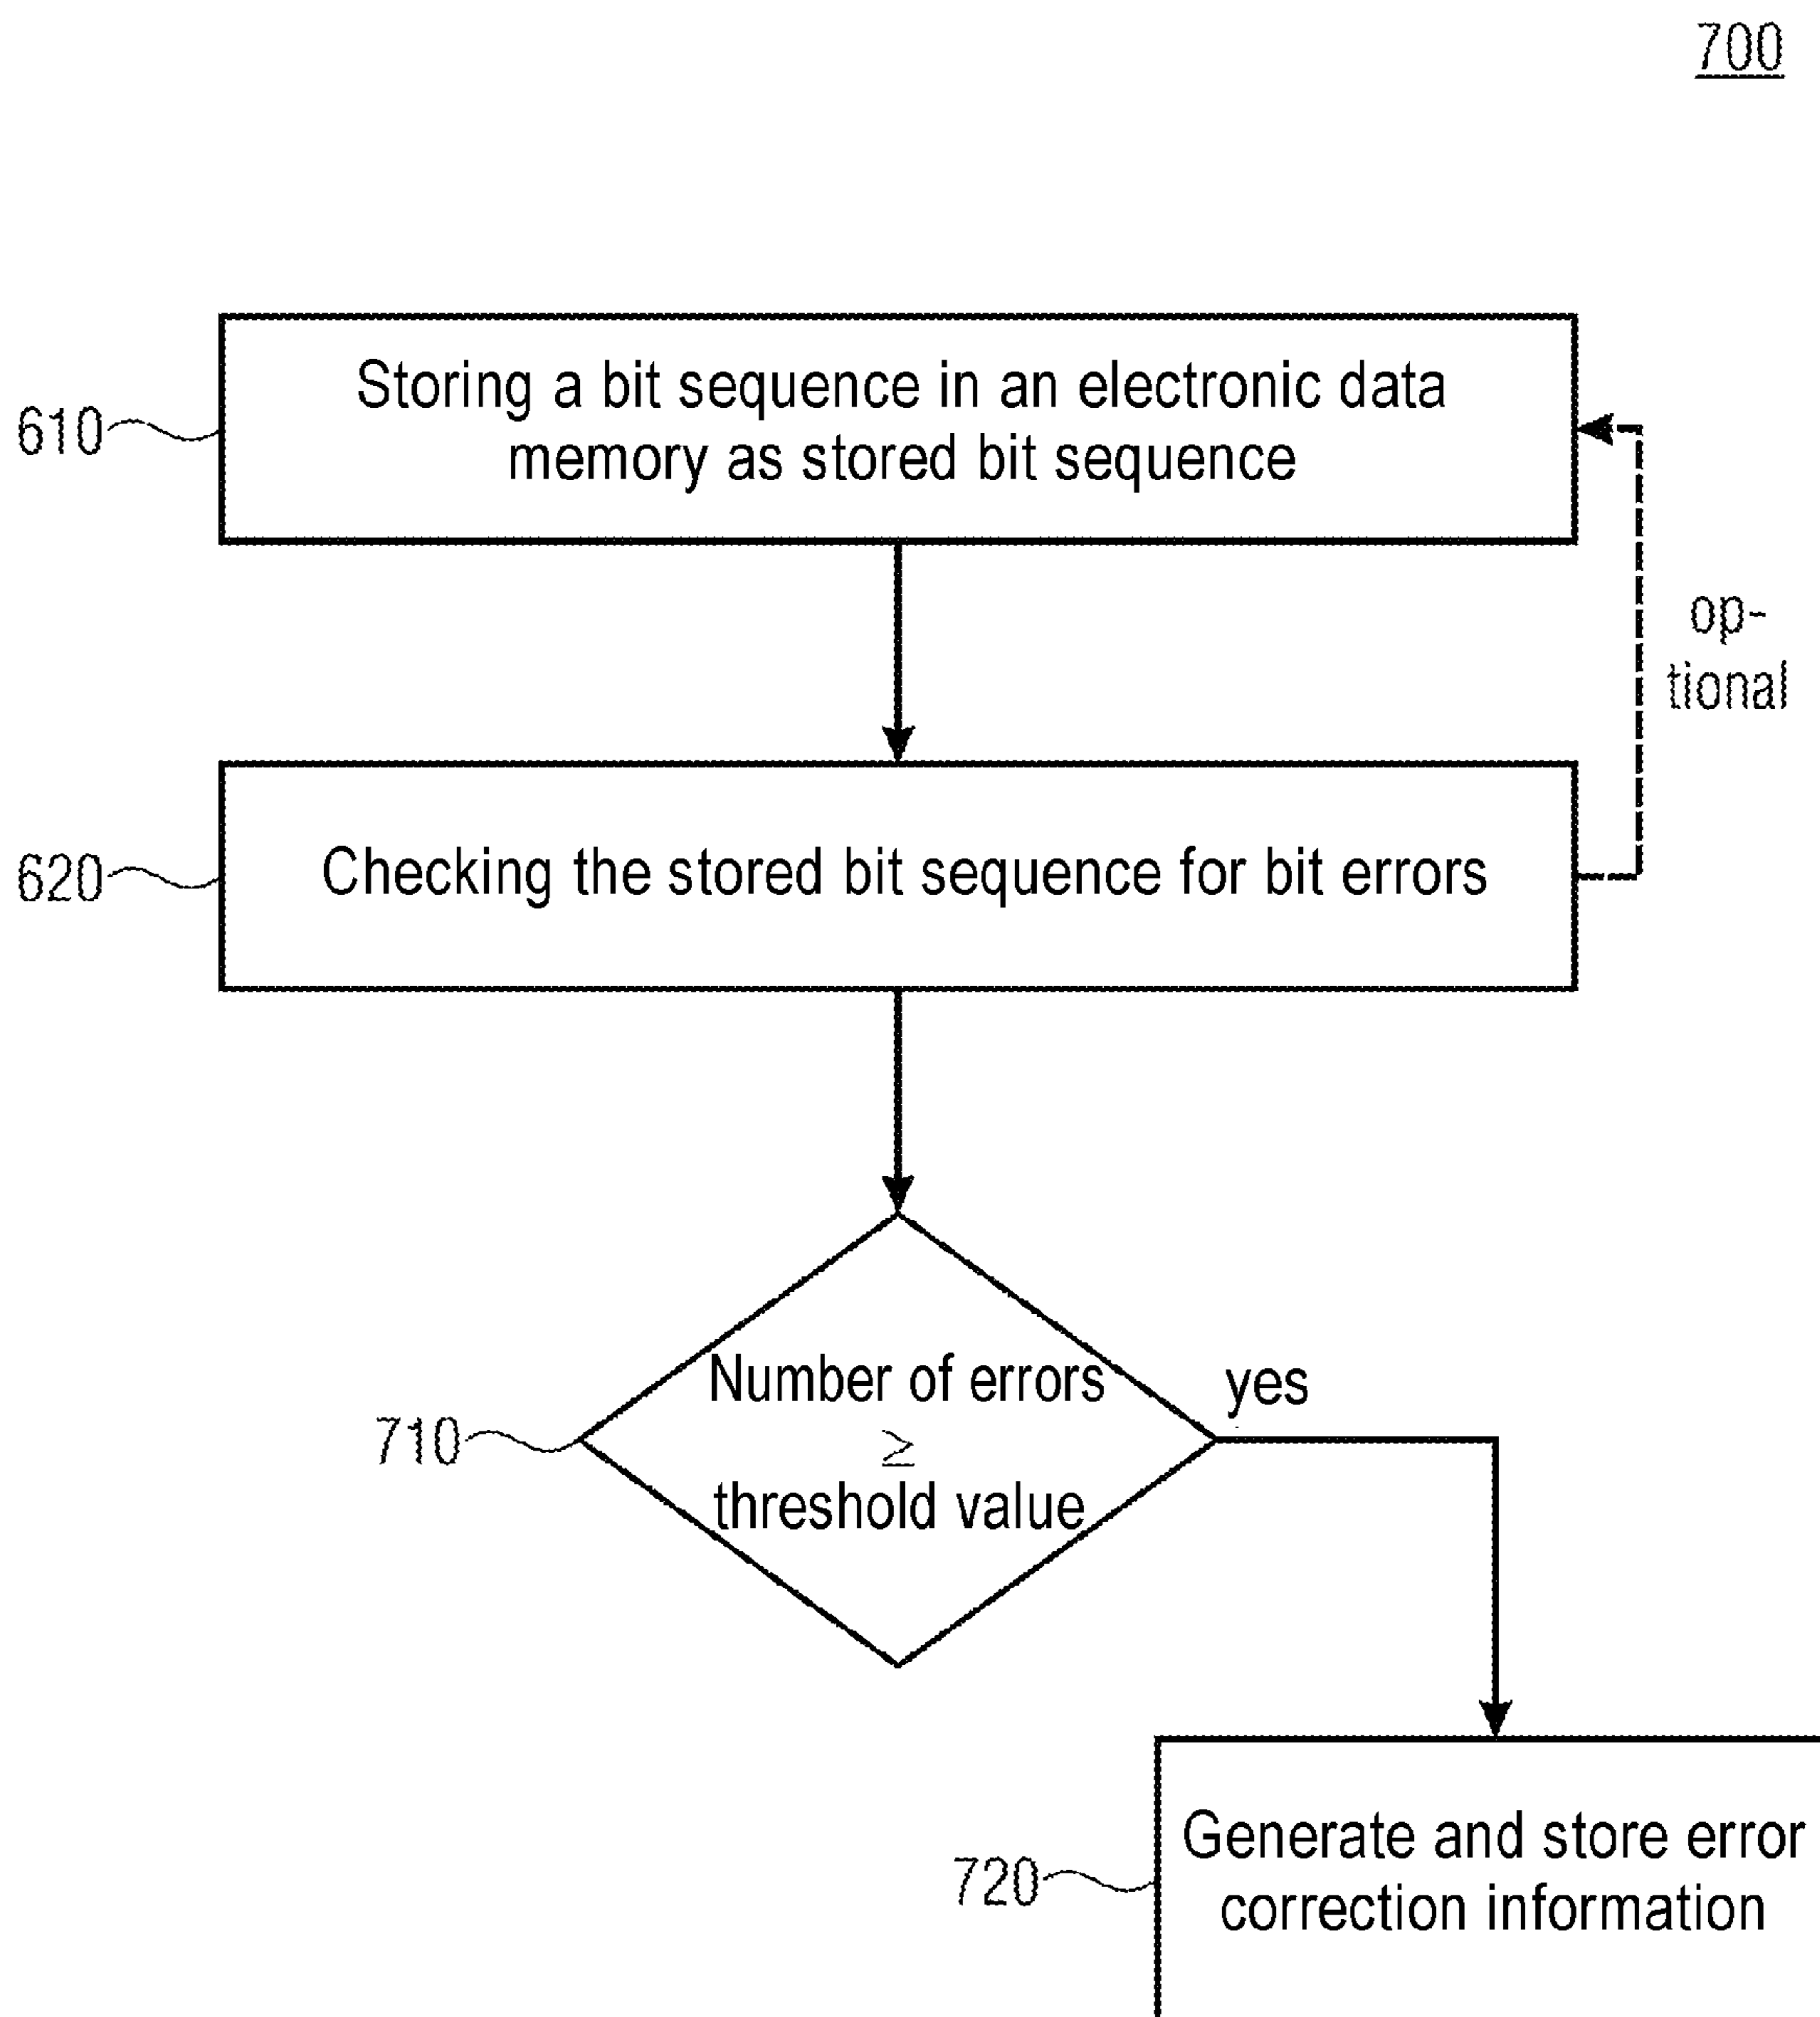 700
Storing a bit sequence in an electronic data
memory as stored bit sequence
610
op-
tional
620
Checking the stored bit sequence for bit errors
Number of errors
≥
threshold value
yes
710
Generate and store error
correction information
720